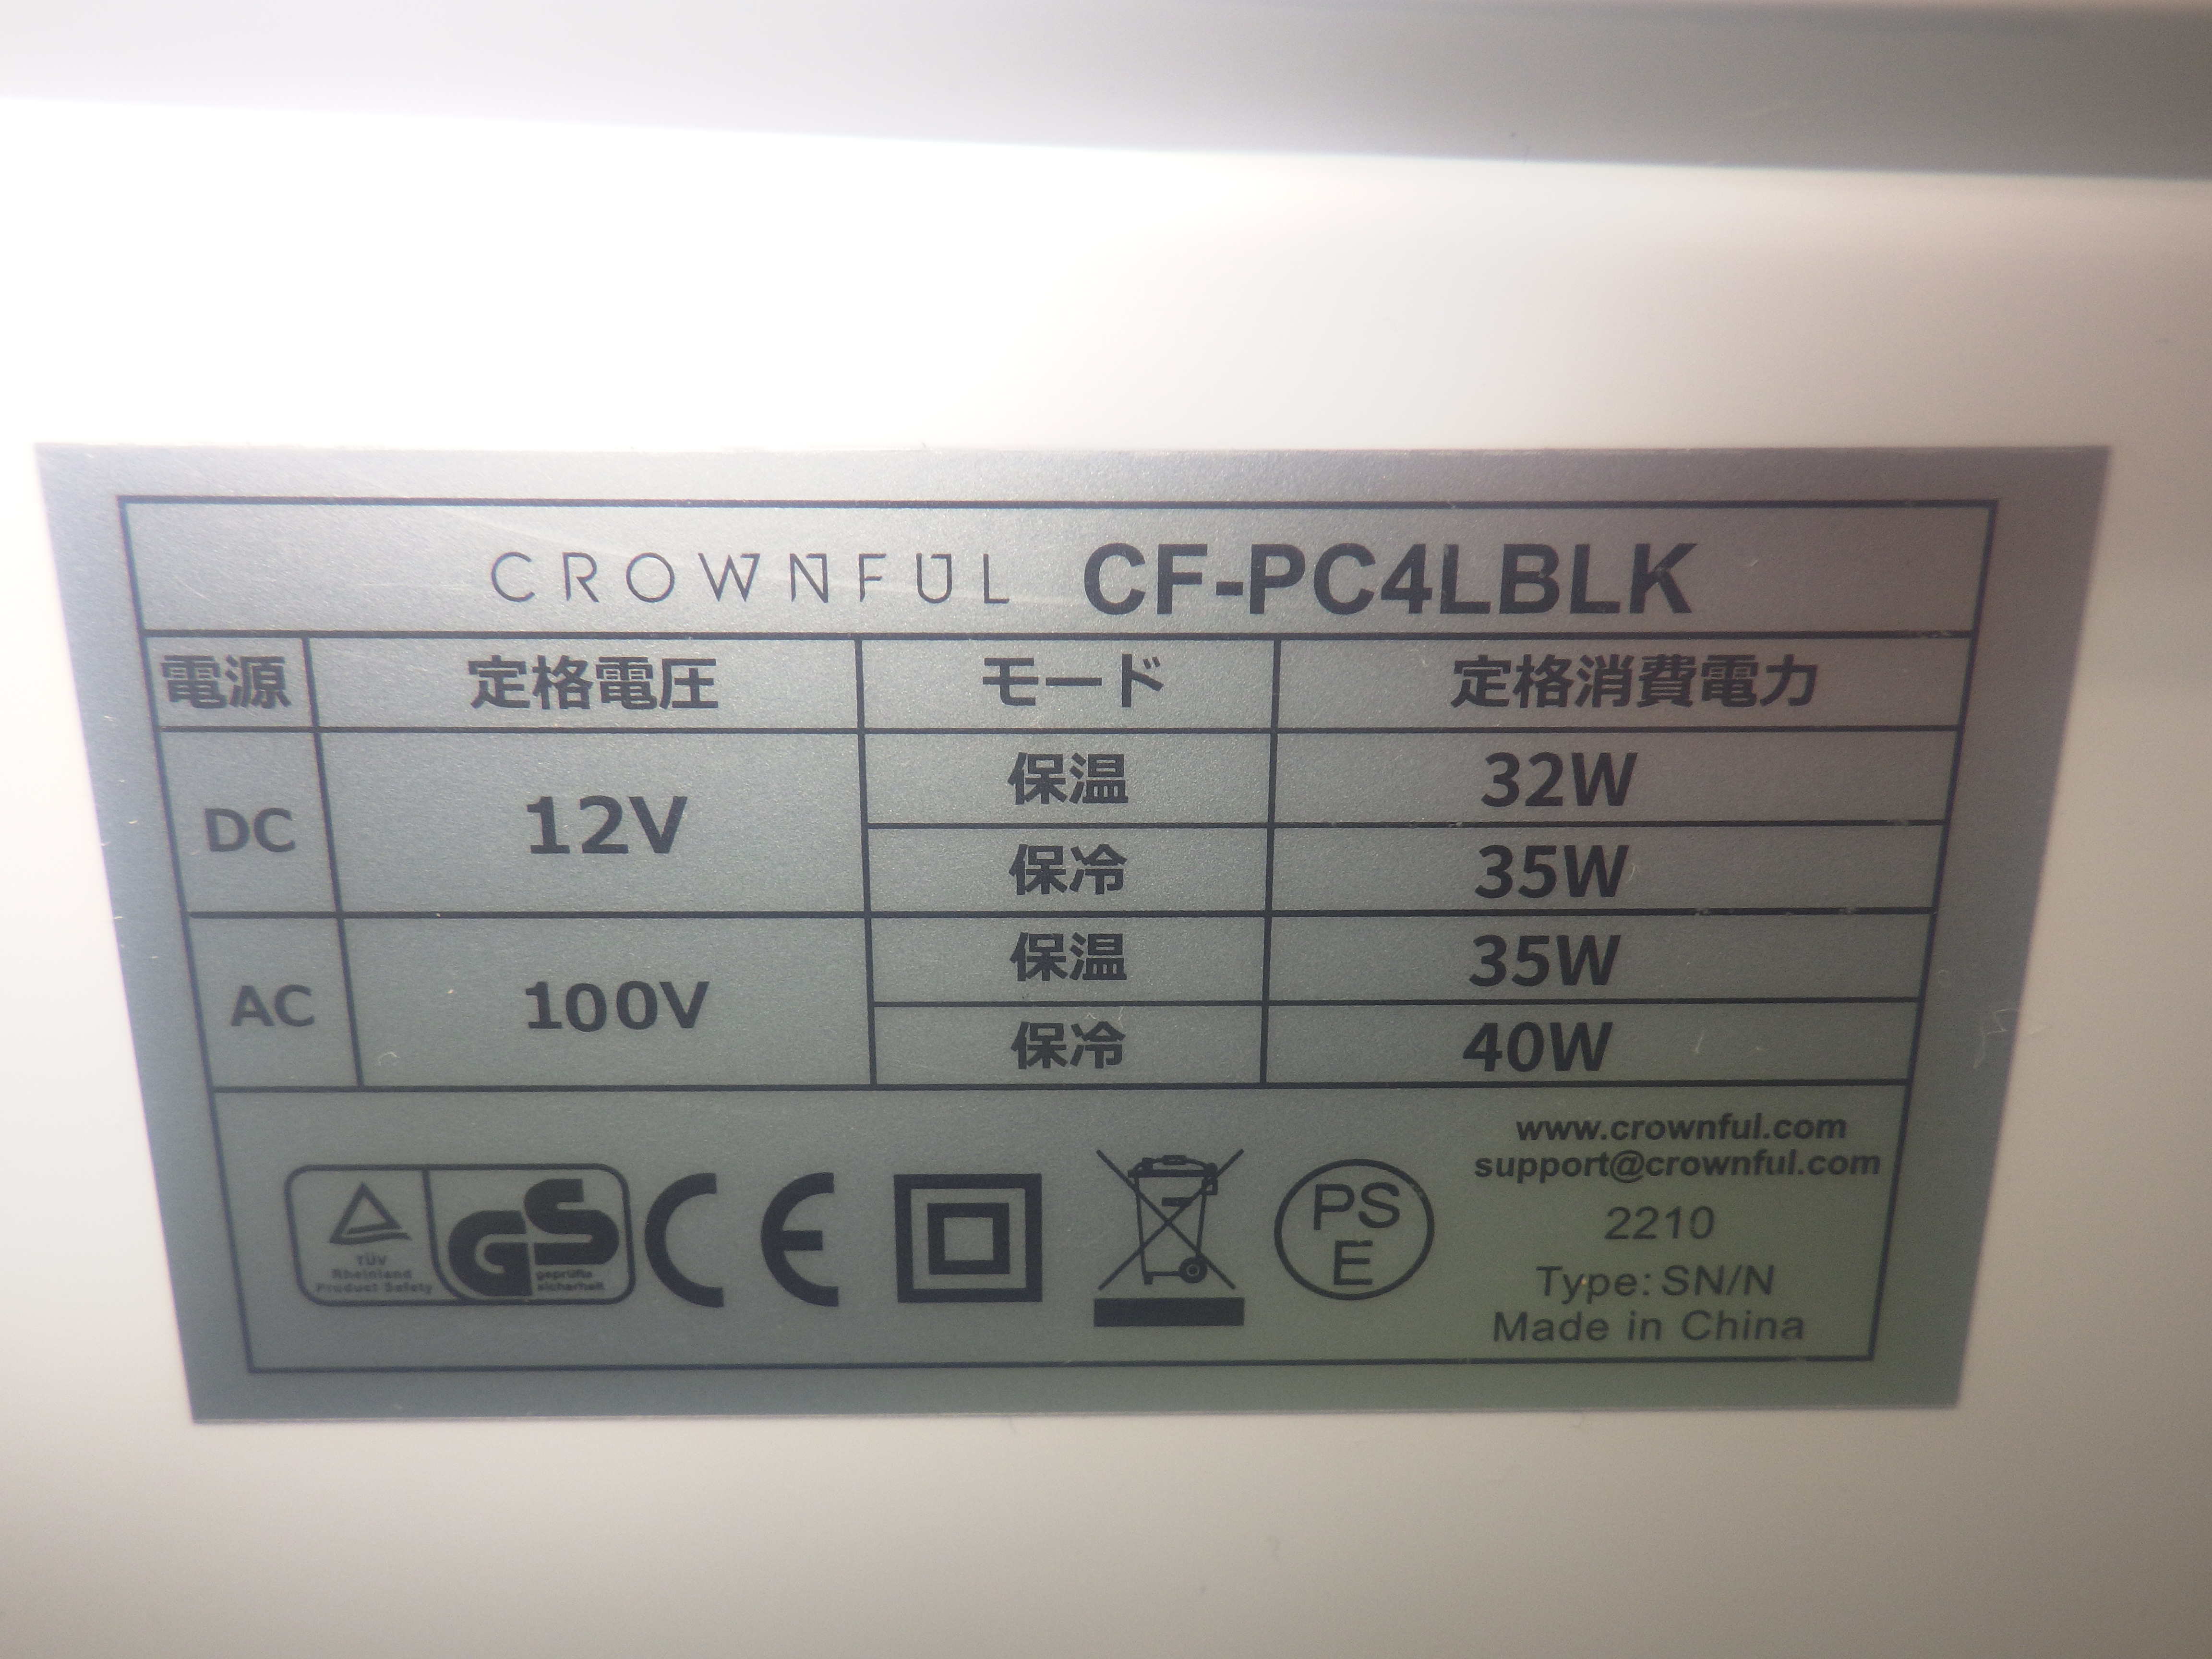 CROWNFUL CF-PC4LBLK
電源 定格電圧 モード 定格消費電力
DC 12V 保温 32W
保冷 35W
AC 100V 保温 35W
保冷 40W
TÜV
Rheinland
Product Safety
GS
geprüfte
sicherheit
CE
PS
E
www.crownful.com
support@crownful.com
2210
Type: SN/N
Made in China